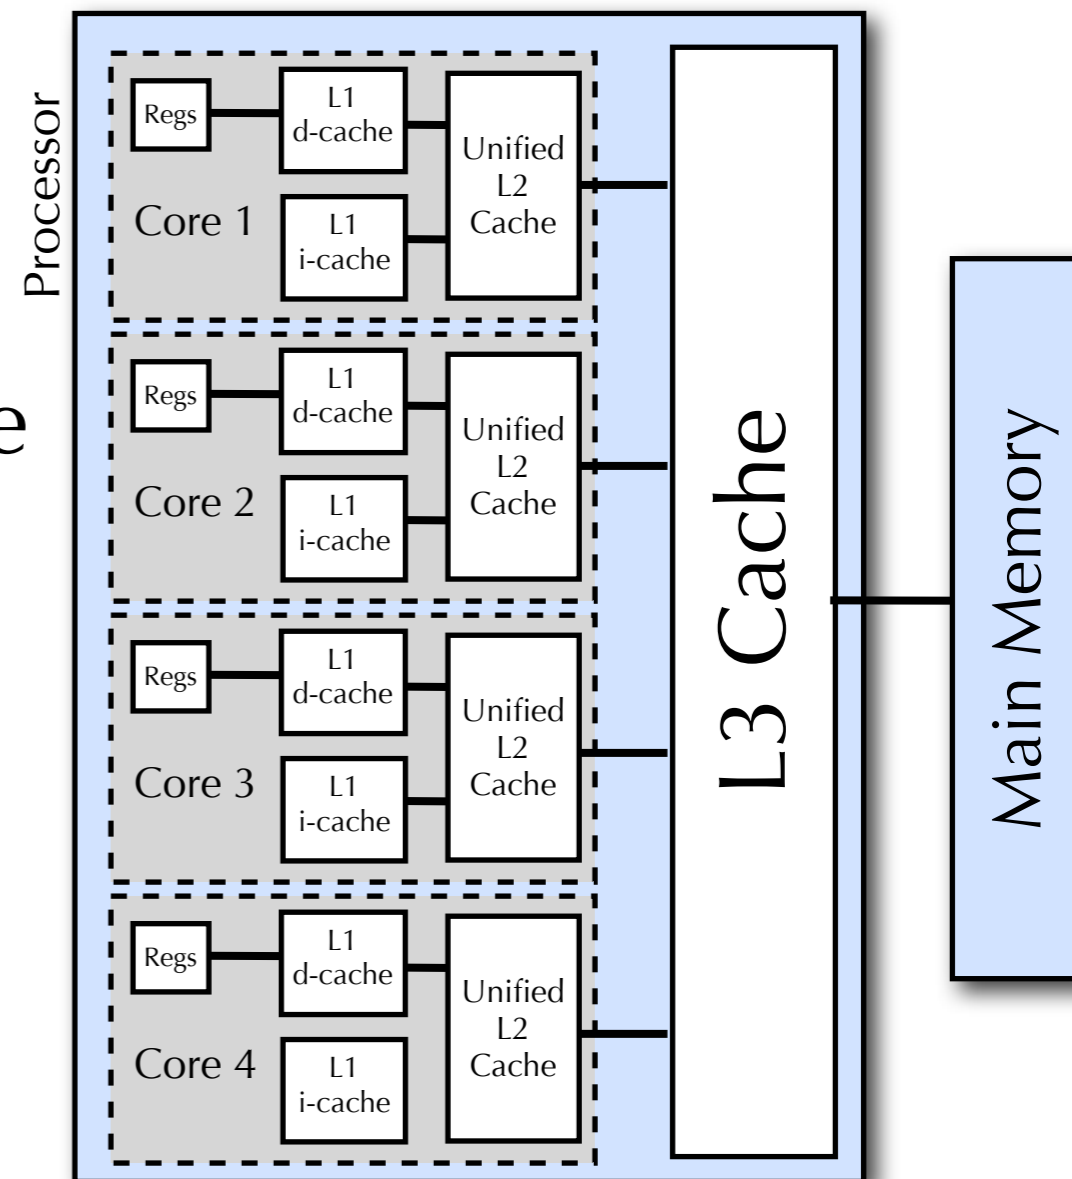 Processor
Regs
L1
d-cache
Unified
L2
Cache
Core 1
L1
i-cache
Regs
L1
d-cache
Unified
L2
Cache
Core 2
L1
i-cache
Regs
L1
d-cache
Unified
L2
Cache
Core 3
L1
i-cache
Regs
L1
d-cache
Unified
L2
Cache
Core 4
L1
i-cache
L3 Cache
Main Memory
e